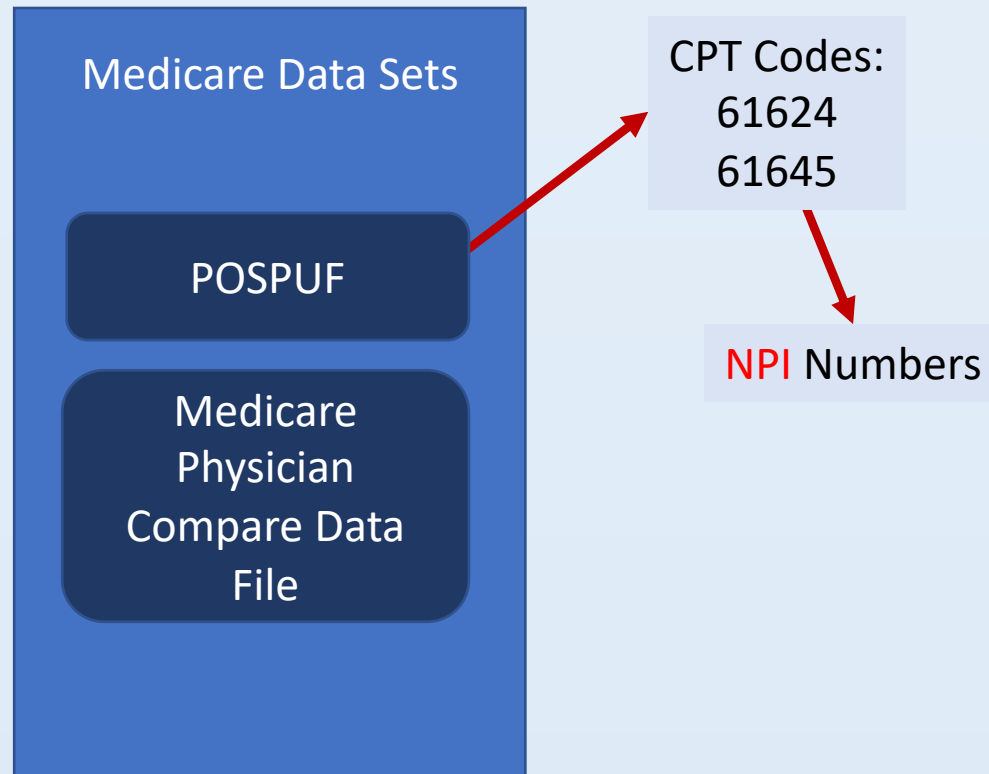 Medicare Data Sets
POSPUF
Medicare
Physician
Compare Data
File
CPT Codes:
61624
61645
NPI Numbers